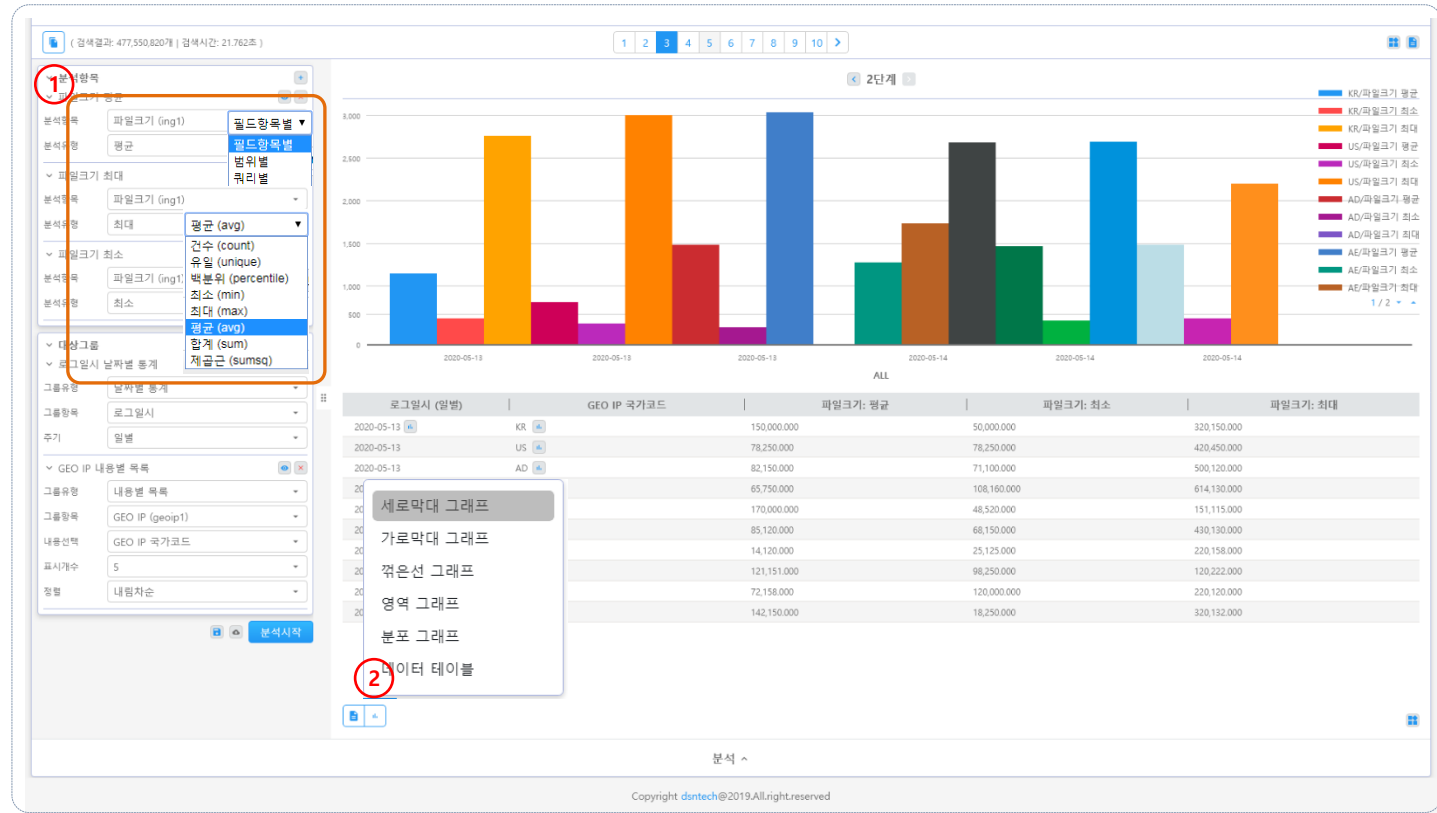 ( 검색결과: 477,550,820개 | 검색시간: 21.762초 )
1 2 3 4 5 6 7 8 9 10
분석항목
1
파일크기 평균
분석항목 파일크기 (ing1) 필드항목별
분석유형 평균 필드항목별
범위별
쿼리별
파일크기 최대
분석항목 파일크기 (ing1)
분석유형 최대 평균 (avg)
건수 (count)
유일 (unique)
백분위 (percentile)
최소 (min)
최대 (max)
평균 (avg)
합계 (sum)
제곱근 (sumsq)
파일크기 최소
분석항목 파일크기 (ing1)
분석유형 최소
대상그룹
로그일시 날짜별 통계
그룹유형 날짜별 통계
그룹항목 로그일시
주기 일별
GEO IP 내용별 목록
그룹유형 내용별 목록
그룹항목 GEO IP (geoip1)
내용선택 GEO IP 국가코드
표시개수 5
정렬 내림차순
분석시작
2단계
3,000
2,500
2,000
1,500
1,000
500
0
2020-05-13 2020-05-13 2020-05-13 2020-05-14 2020-05-14 2020-05-14
ALL
KR/파일크기 평균
KR/파일크기 최소
KR/파일크기 최대
US/파일크기 평균
US/파일크기 최소
US/파일크기 최대
AD/파일크기 평균
AD/파일크기 최소
AD/파일크기 최대
AE/파일크기 평균
AE/파일크기 최소
AE/파일크기 최대
1 / 2
로그일시 (일별) | GEO IP 국가코드 | 파일크기: 평균 | 파일크기: 최소 | 파일크기: 최대
2020-05-13 KR 150,000.000 50,000.000 320,150.000
2020-05-13 US 78,250.000 78,250.000 420,450.000
2020-05-13 AD 82,150.000 71,100.000 500,120.000
20 65,750.000 108,160.000 614,130.000
20 170,000.000 48,520.000 151,115.000
20 85,120.000 68,150.000 430,130.000
20 14,120.000 25,125.000 220,158.000
20 121,151.000 98,250.000 120,222.000
20 72,158.000 120,000.000 220,120.000
20 142,150.000 18,250.000 320,132.000
세로막대 그래프
가로막대 그래프
꺾은선 그래프
영역 그래프
분포 그래프
데이터 테이블
2
분석
Copyright dsntech@2019.All.right.reserved